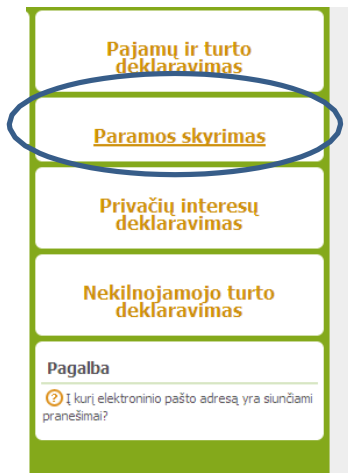 Pajamų ir turto
deklaravimas
Paramos skyrimas
Privačių interesų
deklaravimas
Nekilnojamojo turto
deklaravimas
Pagalba
? Į kurį elektroninio pašto adresą yra siunčiami
pranešimai?